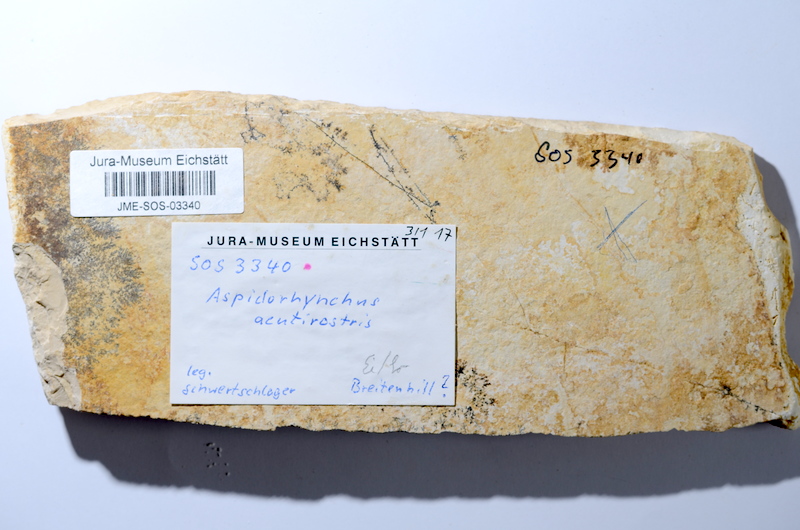 Jura-Museum Eichstätt
JME-SOS-03340
SOS 3340
311 17
JURA-MUSEUM EICHSTÄTT
SOS 3340
Aspidorhynchus
acutirostris
leg.
Schwertschlager
Breitenhill?